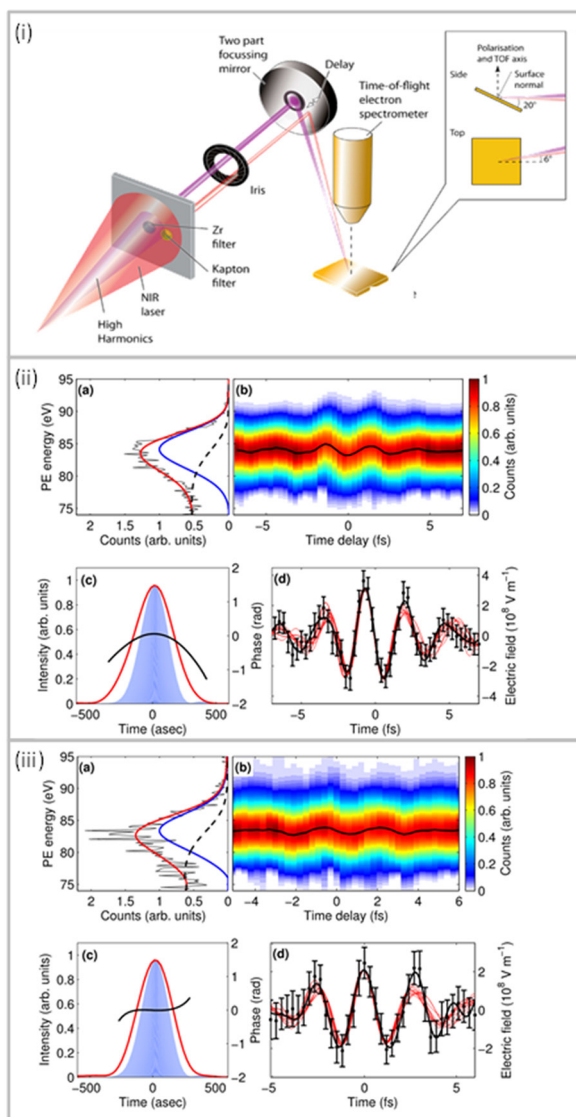 (i)
Two part
focussing
mirror
Delay
Time-of-flight
electron
spectrometer
Iris
Zr
filter
Kapton
filter
NIR
laser
High
Harmonics
Polarisation
and TOF axis
Side
Surface
normal
20°
Top
6°
?
(ii)
(a)
(b)
95
90
85
80
75
PE energy (eV)
2 1.5 1 0.5 0
Counts (arb. units)
-5 0 5
Time delay (fs)
1
0.8
0.6
0.4
0.2
0
Counts (arb. units)
(c)
(d)
1
0.8
0.6
0.4
0.2
0
Intensity (arb. units)
2
1
0
-1
-2
Phase (rad)
-500 0 500
Time (asec)
4
2
0
-2
-4
Electric field (10⁸ V m⁻¹)
-5 0 5
Time (fs)
(iii)
(a)
(b)
95
90
85
80
75
PE energy (eV)
2 1.5 1 0.5 0
Counts (arb. units)
-4 -2 0 2 4 6
Time delay (fs)
1
0.8
0.6
0.4
0.2
0
Counts (arb. units)
(c)
(d)
1
0.8
0.6
0.4
0.2
0
Intensity (arb. units)
2
1
0
-1
-2
Phase (rad)
-500 0 500
Time (asec)
2
0
-2
Electric field (10⁸ V m⁻¹)
-5 0 5
Time (fs)